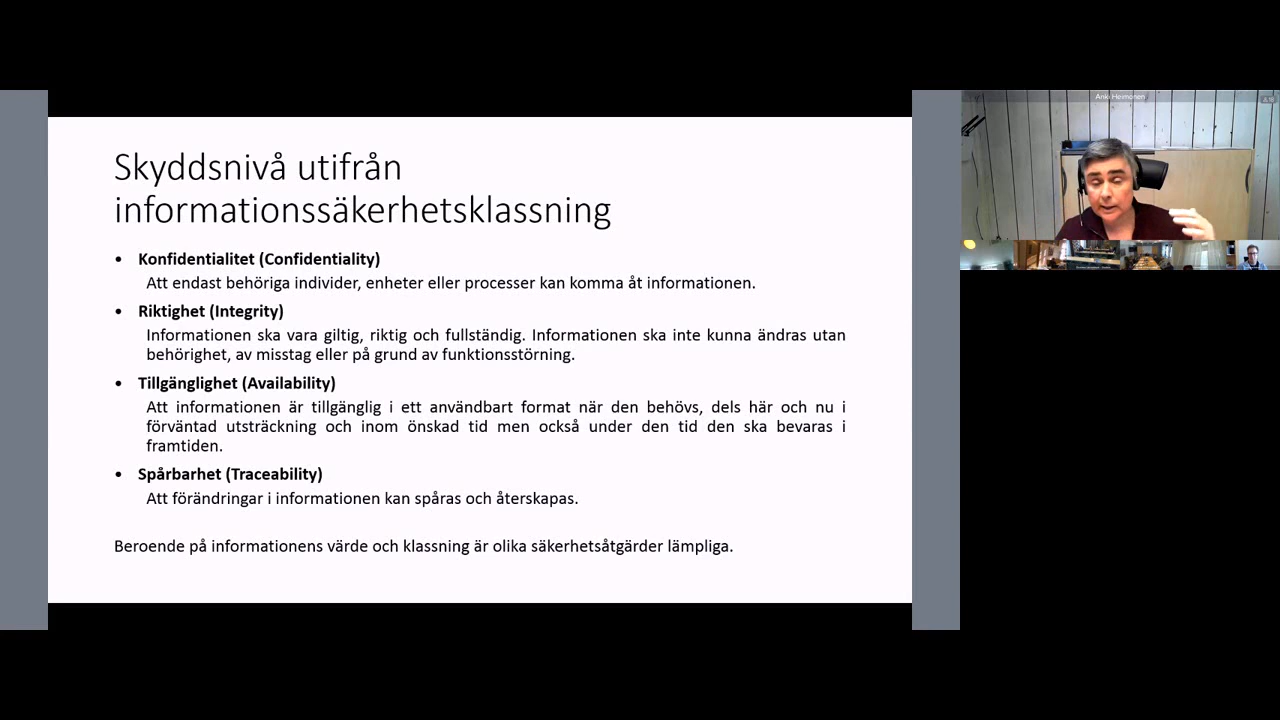 Skyddsnivå utifrån
informationssäkerhetsklassning
• Konfidentialitet (Confidentiality)
Att endast behöriga individer, enheter eller processer kan komma åt informationen.
• Riktighet (Integrity)
Informationen ska vara giltig, riktig och fullständig. Informationen ska inte kunna ändras utan
behörighet, av misstag eller på grund av funktionsstörning.
• Tillgänglighet (Availability)
Att informationen är tillgänglig i ett användbart format när den behövs, dels här och nu i
förväntad utsträckning och inom önskad tid men också under den tid den ska bevaras i
framtiden.
• Spårbarhet (Traceability)
Att förändringar i informationen kan spåras och återskapas.
Beroende på informationens värde och klassning är olika säkerhetsåtgärder lämpliga.